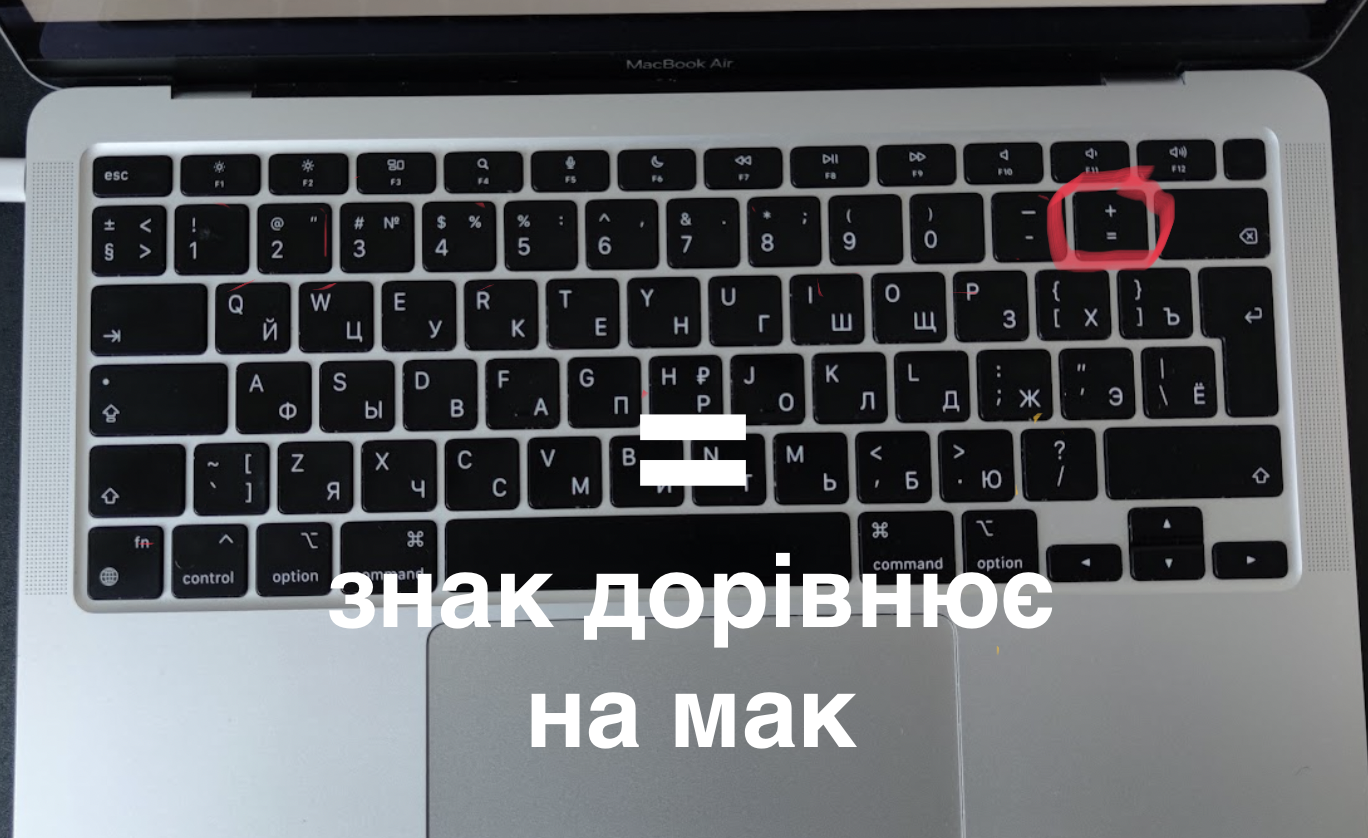 MacBook Air
esc F1 F2 F3 F4 F5 F6 F7 F8 F9 F10 F11 F12
± < ! @ " # № $ % % : ^ , & . * ; ( ) — +
§ > 1 2 3 4 5 6 7 8 9 0 - =
Q W E R T Y U I O P { }
Й Ц У К Е Н Г Ш Щ З [ Х ] Ъ
A S D F G H ₽ J K L : " |
Ф Ы В А П Р О Л Д ; Ж ' Э \ Ё
~ [ Z X C V B N M < > ?
` ] Я Ч С М И Т Ь , Б . Ю /
fn ^ ⌥ ⌘ ⌘ ⌥
control option command command option
=
знак дорівнює
на мак